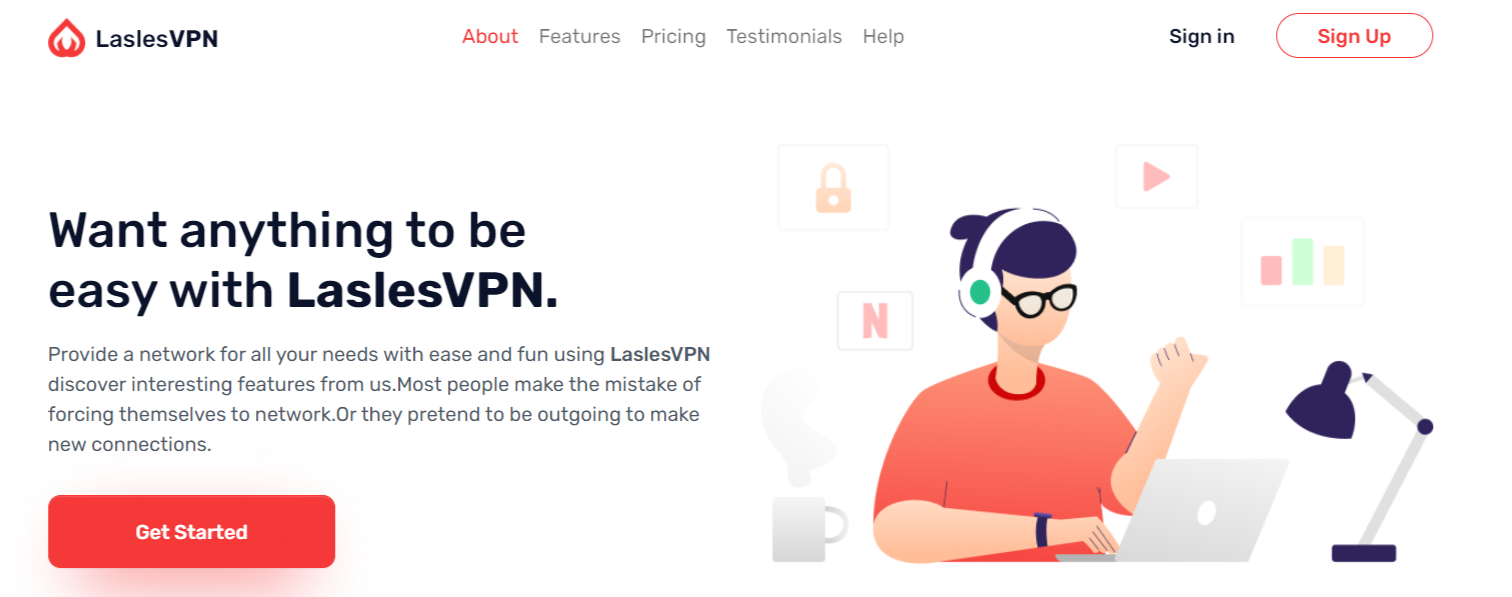 LaslesVPN
About Features Pricing Testimonials Help
Sign in
Sign Up
Want anything to be
easy with LaslesVPN.
Provide a network for all your needs with ease and fun using LaslesVPN
discover interesting features from us.Most people make the mistake of
forcing themselves to network.Or they pretend to be outgoing to make
new connections.
Get Started
N